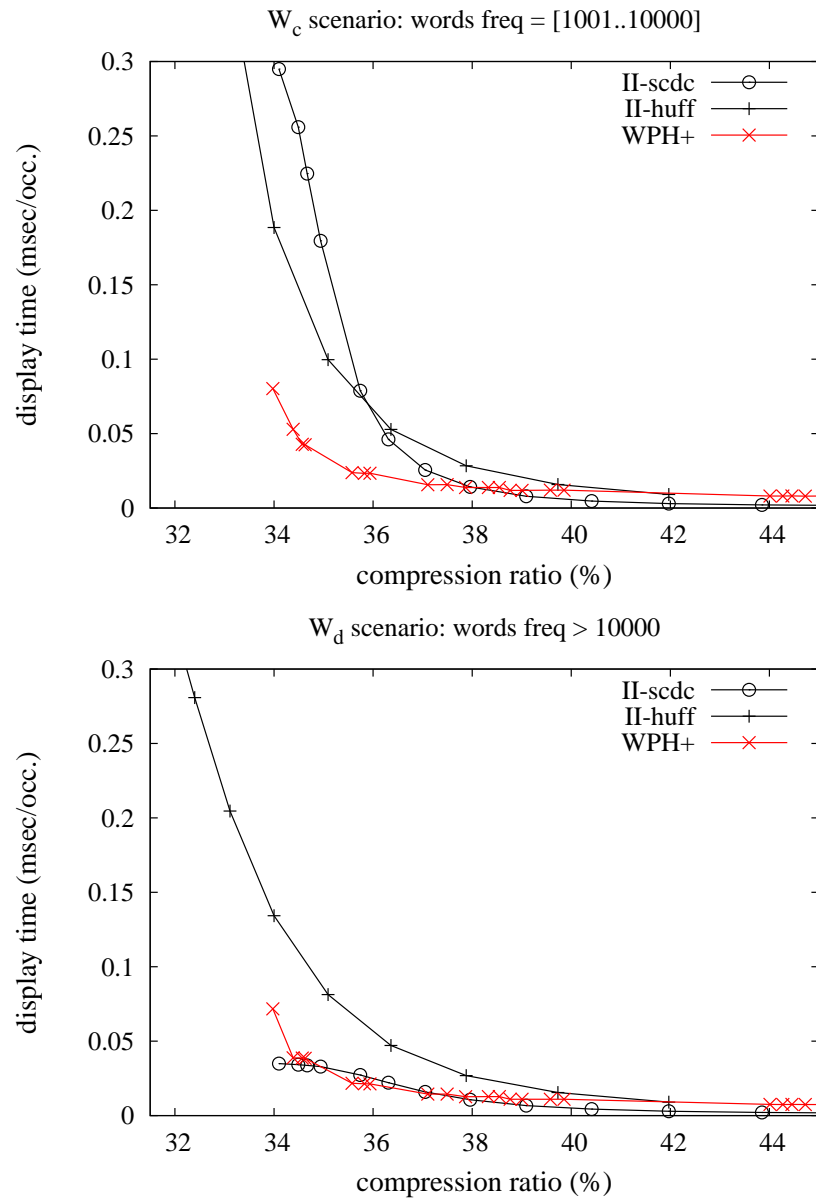 W_c scenario: words freq = [1001..10000]
0.3
0.25
0.2
0.15
0.1
0.05
0
display time (msec/occ.)
II-scdc
II-huff
WPH+
32 34 36 38 40 42 44
compression ratio (%)
W_d scenario: words freq > 10000
0.3
0.25
0.2
0.15
0.1
0.05
0
display time (msec/occ.)
II-scdc
II-huff
WPH+
32 34 36 38 40 42 44
compression ratio (%)